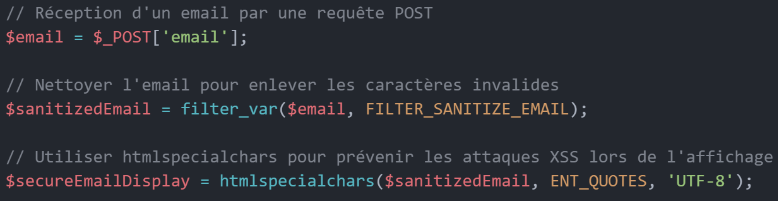 // Réception d'un email par une requête POST
$email = $_POST['email'];
// Nettoyer l'email pour enlever les caractères invalides
$sanitizedEmail = filter_var($email, FILTER_SANITIZE_EMAIL);
// Utiliser htmlspecialchars pour prévenir les attaques XSS lors de l'affichage
$secureEmailDisplay = htmlspecialchars($sanitizedEmail, ENT_QUOTES, 'UTF-8');